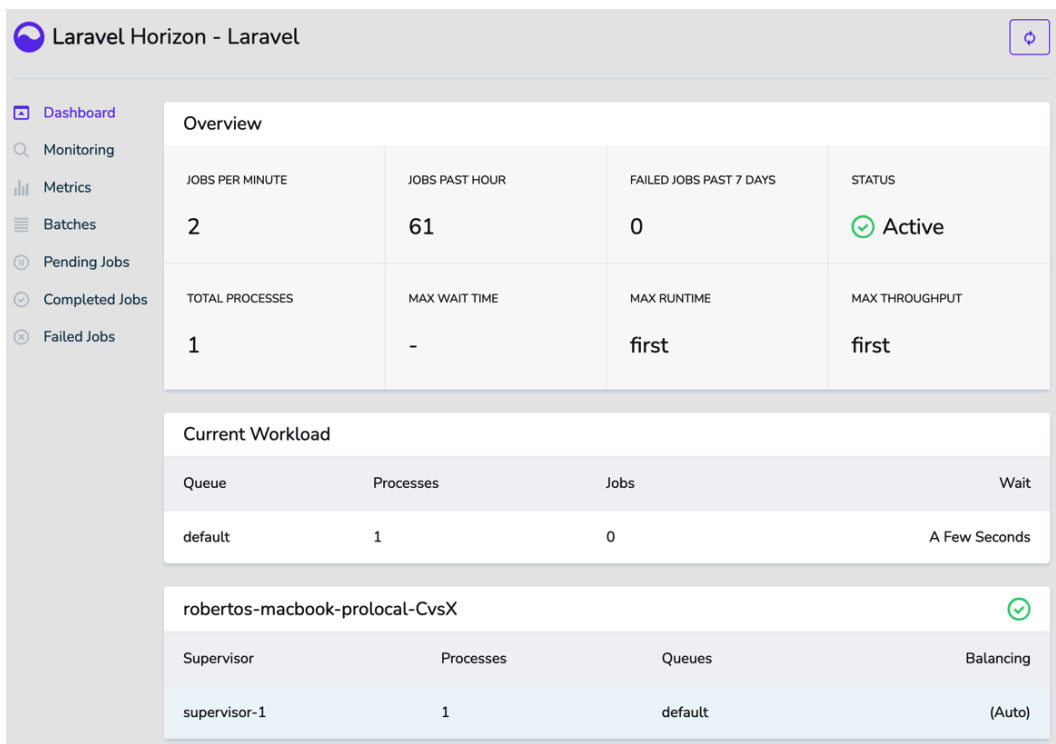 Laravel Horizon - Laravel
Dashboard
Monitoring
Metrics
Batches
Pending Jobs
Completed Jobs
Failed Jobs
Overview
JOBS PER MINUTE
2
JOBS PAST HOUR
61
FAILED JOBS PAST 7 DAYS
0
STATUS
Active
TOTAL PROCESSES
1
MAX WAIT TIME
-
MAX RUNTIME
first
MAX THROUGHPUT
first
Current Workload
Queue Processes Jobs Wait
default 1 0 A Few Seconds
robertos-macbook-prolocal-CvsX
Supervisor Processes Queues Balancing
supervisor-1 1 default (Auto)